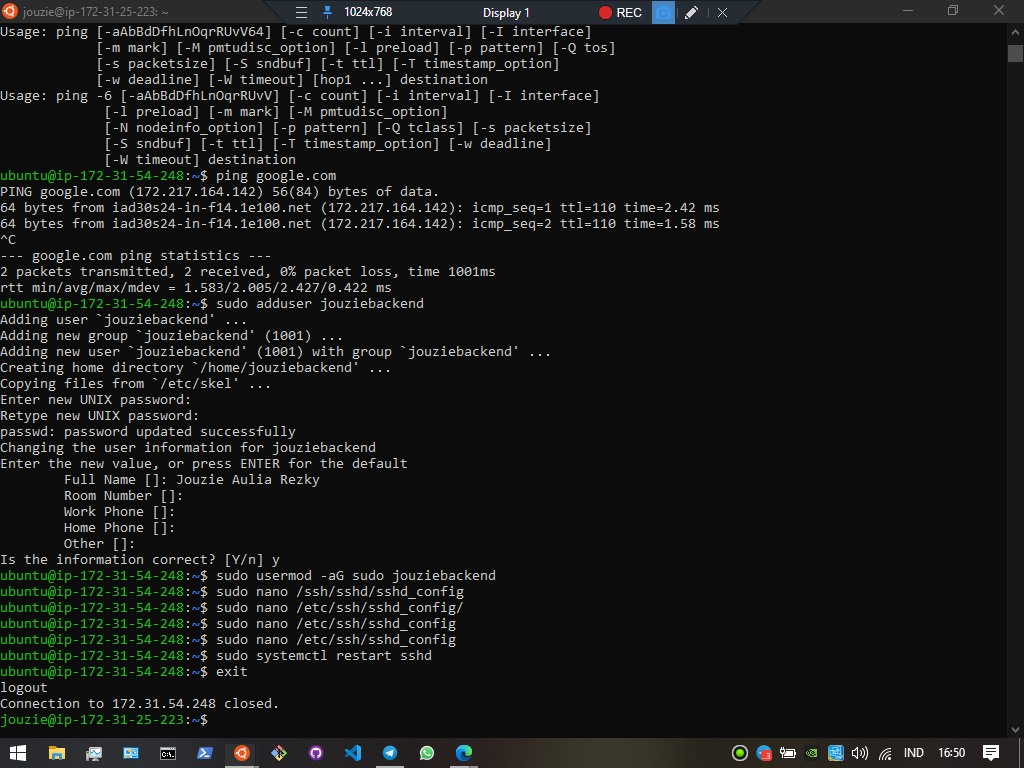 jouzie@ip-172-31-25-223: ~
1024x768
Display 1
REC
Usage: ping [-aAbBdDfhLnOqrRUvV64] [-c count] [-i interval] [-I interface]
            [-m mark] [-M pmtudisc_option] [-l preload] [-p pattern] [-Q tos]
            [-s packetsize] [-S sndbuf] [-t ttl] [-T timestamp_option]
            [-w deadline] [-W timeout] [hop1 ...] destination
Usage: ping -6 [-aAbBdDfhLnOqrRUvV] [-c count] [-i interval] [-I interface]
             [-l preload] [-m mark] [-M pmtudisc_option]
             [-N nodeinfo_option] [-p pattern] [-Q tclass] [-s packetsize]
             [-S sndbuf] [-t ttl] [-T timestamp_option] [-w deadline]
             [-W timeout] destination
ubuntu@ip-172-31-54-248:~$ ping google.com
PING google.com (172.217.164.142) 56(84) bytes of data.
64 bytes from iad30s24-in-f14.1e100.net (172.217.164.142): icmp_seq=1 ttl=110 time=2.42 ms
64 bytes from iad30s24-in-f14.1e100.net (172.217.164.142): icmp_seq=2 ttl=110 time=1.58 ms
^C
--- google.com ping statistics ---
2 packets transmitted, 2 received, 0% packet loss, time 1001ms
rtt min/avg/max/mdev = 1.583/2.005/2.427/0.422 ms
ubuntu@ip-172-31-54-248:~$ sudo adduser jouziebackend
Adding user `jouziebackend' ...
Adding new group `jouziebackend' (1001) ...
Adding new user `jouziebackend' (1001) with group `jouziebackend' ...
Creating home directory `/home/jouziebackend' ...
Copying files from `/etc/skel' ...
Enter new UNIX password:
Retype new UNIX password:
passwd: password updated successfully
Changing the user information for jouziebackend
Enter the new value, or press ENTER for the default
        Full Name []: Jouzie Aulia Rezky
        Room Number []:
        Work Phone []:
        Home Phone []:
        Other []:
Is the information correct? [Y/n] y
ubuntu@ip-172-31-54-248:~$ sudo usermod -aG sudo jouziebackend
ubuntu@ip-172-31-54-248:~$ sudo nano /ssh/sshd/sshd_config
ubuntu@ip-172-31-54-248:~$ sudo nano /etc/ssh/sshd_config/
ubuntu@ip-172-31-54-248:~$ sudo nano /etc/ssh/sshd_config
ubuntu@ip-172-31-54-248:~$ sudo nano /etc/ssh/sshd_config
ubuntu@ip-172-31-54-248:~$ sudo systemctl restart sshd
ubuntu@ip-172-31-54-248:~$ exit
logout
Connection to 172.31.54.248 closed.
jouzie@ip-172-31-25-223:~$
IND
16:50